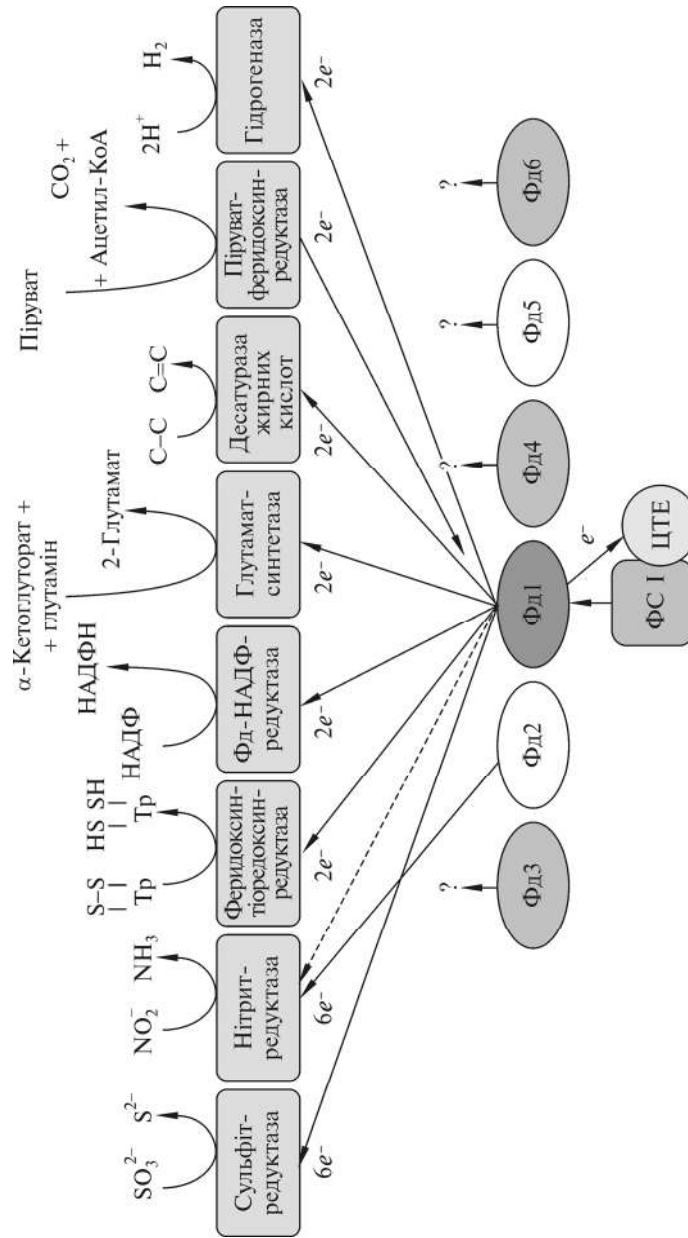 SO₃²⁻ S²⁻
Сульфіт-
редуктаза
6e⁻
NO₂⁻ NH₃
Нітрит-
редуктаза
6e⁻
S–S HS SH
Тр Тр
Феридоксин-
тіоредоксин-
редуктаза
2e⁻
НАДФ НАДФН
Фд-НАДФ-
редуктаза
2e⁻
α-Кетоглуторат +
+ глутамін
2-Глутамат
Глутамат-
синтетаза
2e⁻
C–C C=C
Десатураза
жирних
кислот
2e⁻
Піруват
CO₂ +
+ Ацетил-КоА
Піруват-
феридоксин-
редуктаза
2e⁻
2H⁺ H₂
Гідрогеназа
2e⁻
? ? ? ?
Фд3 Фд2 Фд1 Фд4 Фд5 Фд6
e⁻
ФС I ЦТЕ